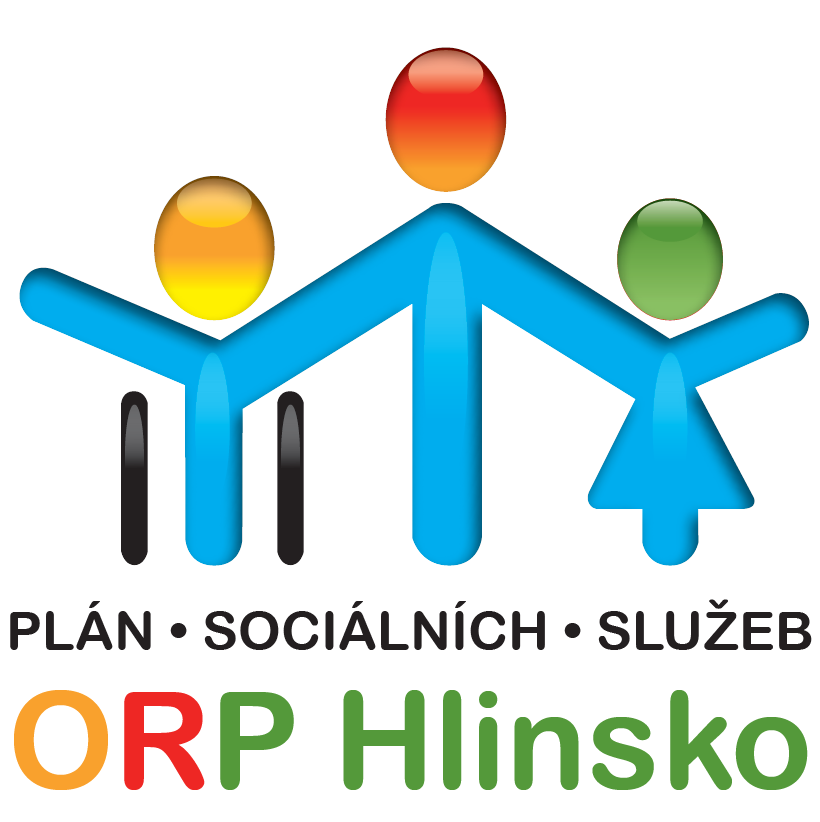 PLÁN • SOCIÁLNÍCH • SLUŽEB
ORP Hlinsko